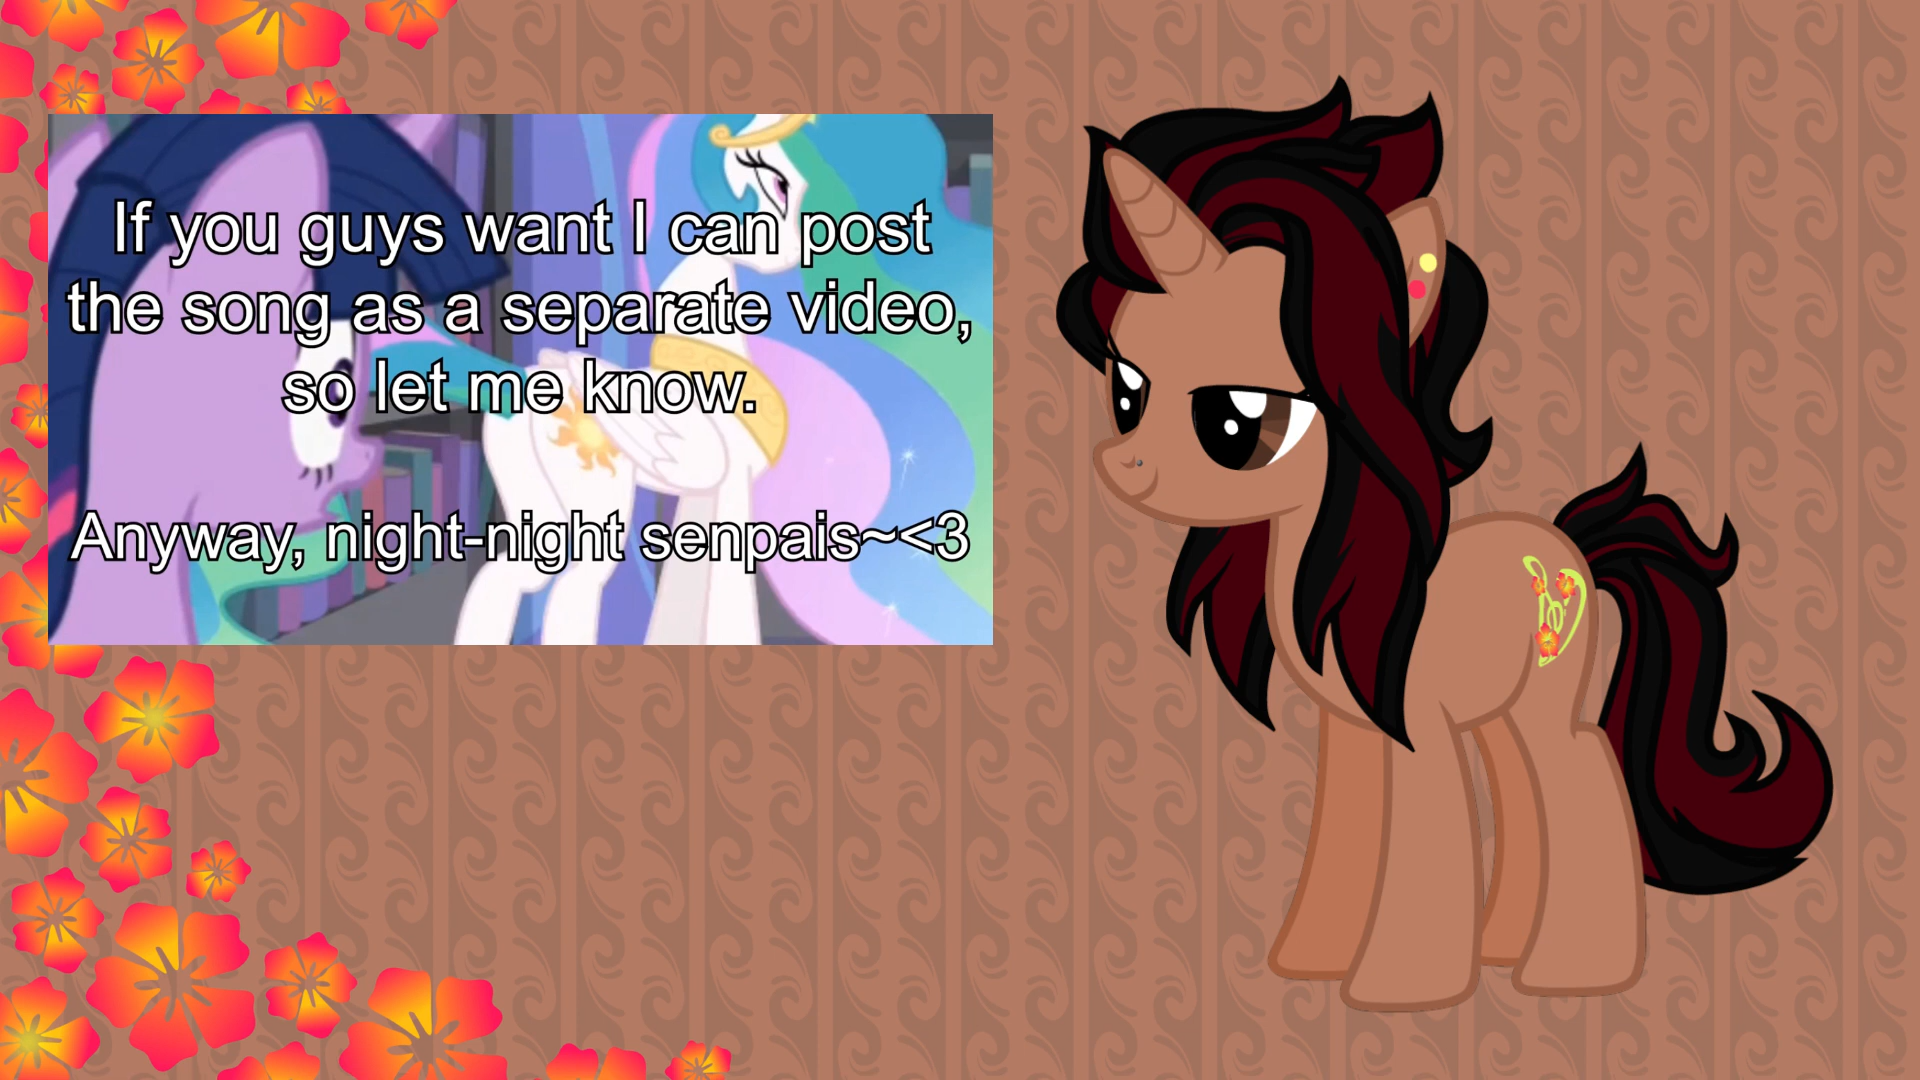 If you guys want I can post
the song as a separate video,
so let me know.
Anyway, night-night senpais~<3